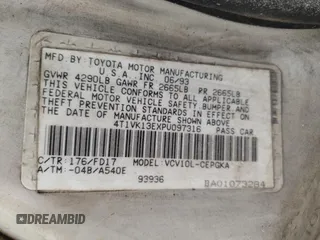 MFD BY TOYOTA MOTOR MANUFACTURING
U.S.A., INC 06/93
GVWR 4290LB GAWR FR 2665LB RR 2665LB
THIS VEHICLE CONFORMS TO ALL APPLICABLE
FEDERAL MOTOR VEHICLE SAFETY, BUMPER,
AND THEFT PREVENTION STANDARDS IN EFFECT ON
THE DATE OF MANUFACTURE SHOWN ABOVE.
4T1VK13EXPU097316 PASS CAR
C/TR: 176/FD17 MODEL: VCV10L-CEPGKA
A/TM: -04B/A540E
93936
BA01073284
DREAMBID